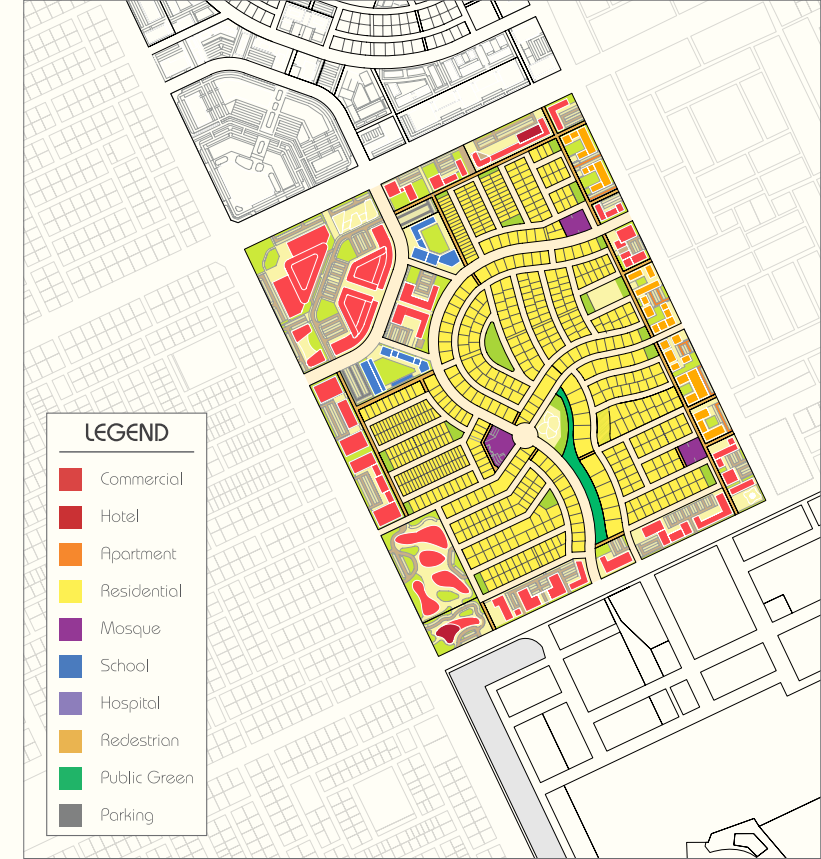 LEGEND
Commercial
Hotel
Apartment
Residential
Mosque
School
Hospital
Redestrian
Public Green
Parking